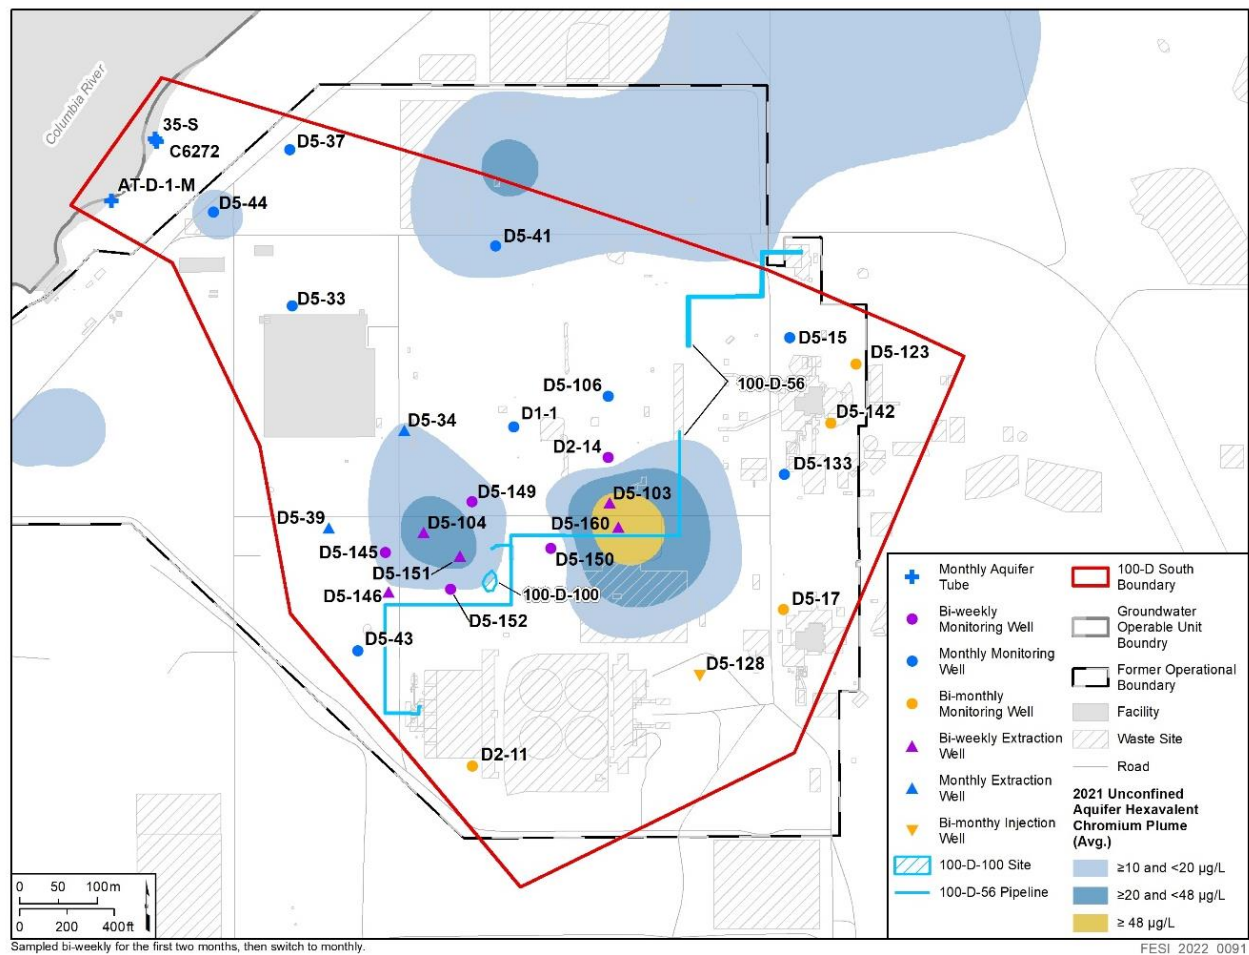 Columbia River
35-S
C6272
AT-D-1-M
D5-37
D5-44
D5-41
D5-33
D5-15
D5-123
100-D-56
D5-106
D5-142
D5-34
D1-1
D2-14
D5-133
D5-149
D5-103
D5-39
D5-104
D5-160
D5-145
D5-150
D5-151
D5-146
100-D-100
D5-152
D5-17
D5-43
D5-128
D2-11
Monthly Aquifer
Tube
Bi-weekly
Monitoring Well
Monthly Monitoring
Well
Bi-monthly
Monitoring Well
Bi-weekly Extraction
Well
Monthly Extraction
Well
Bi-monthy Injection
Well
100-D-100 Site
100-D-56 Pipeline
100-D South
Boundary
Groundwater
Operable Unit
Boundry
Former Operational
Boundary
Facility
Waste Site
Road
2021 Unconfined
Aquifer Hexavalent
Chromium Plume
(Avg.)
≥10 and <20 µg/L
≥20 and <48 µg/L
≥ 48 µg/L
0 50 100 m
0 200 400 ft
Sampled bi-weekly for the first two months, then switch to monthly.
FESI_2022_0091